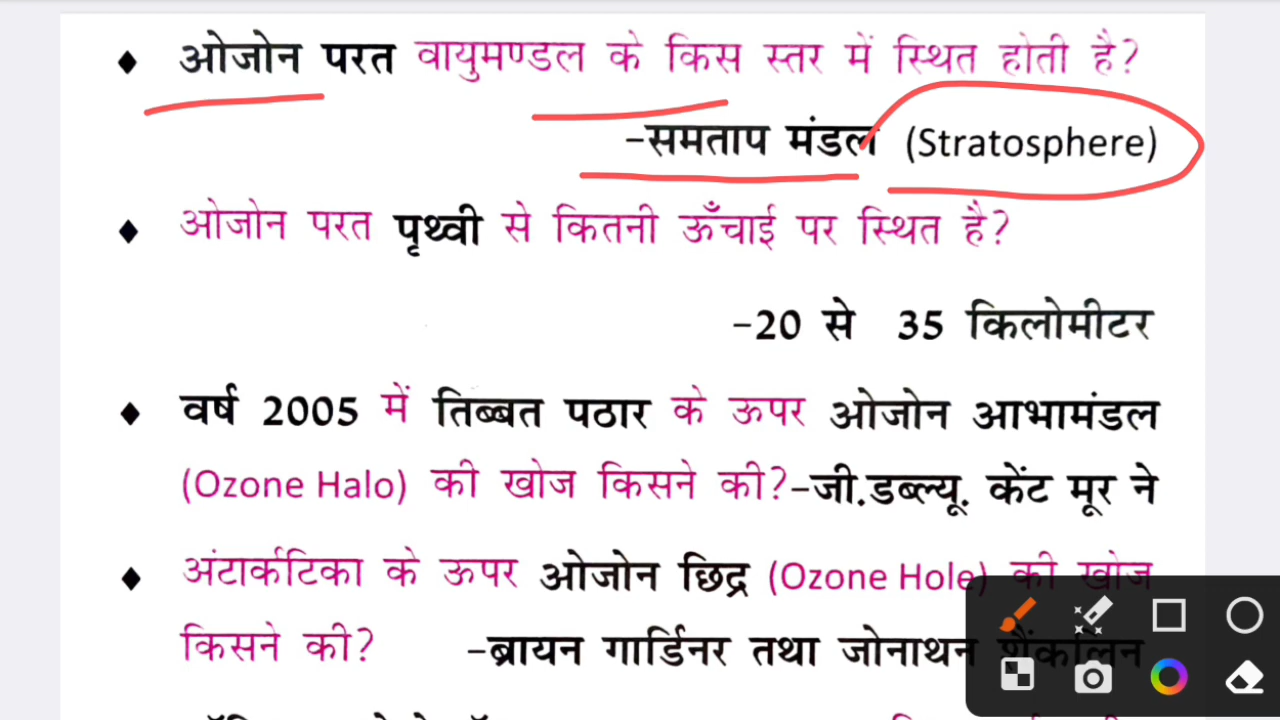 ♦ ओजोन परत वायुमण्डल के किस स्तर में स्थित होती है?
-समताप मंडल (Stratosphere)
♦ ओजोन परत पृथ्वी से कितनी ऊँचाई पर स्थित है?
-20 से 35 किलोमीटर
♦ वर्ष 2005 में तिब्बत पठार के ऊपर ओजोन आभामंडल
(Ozone Halo) की खोज किसने की?-जी.डब्ल्यू. केंट मूर ने
♦ अंटार्कटिका के ऊपर ओजोन छिद्र (Ozone Hole) की खोज
किसने की? -ब्रायन गार्डिनर तथा जोनाथन शैंकलिन